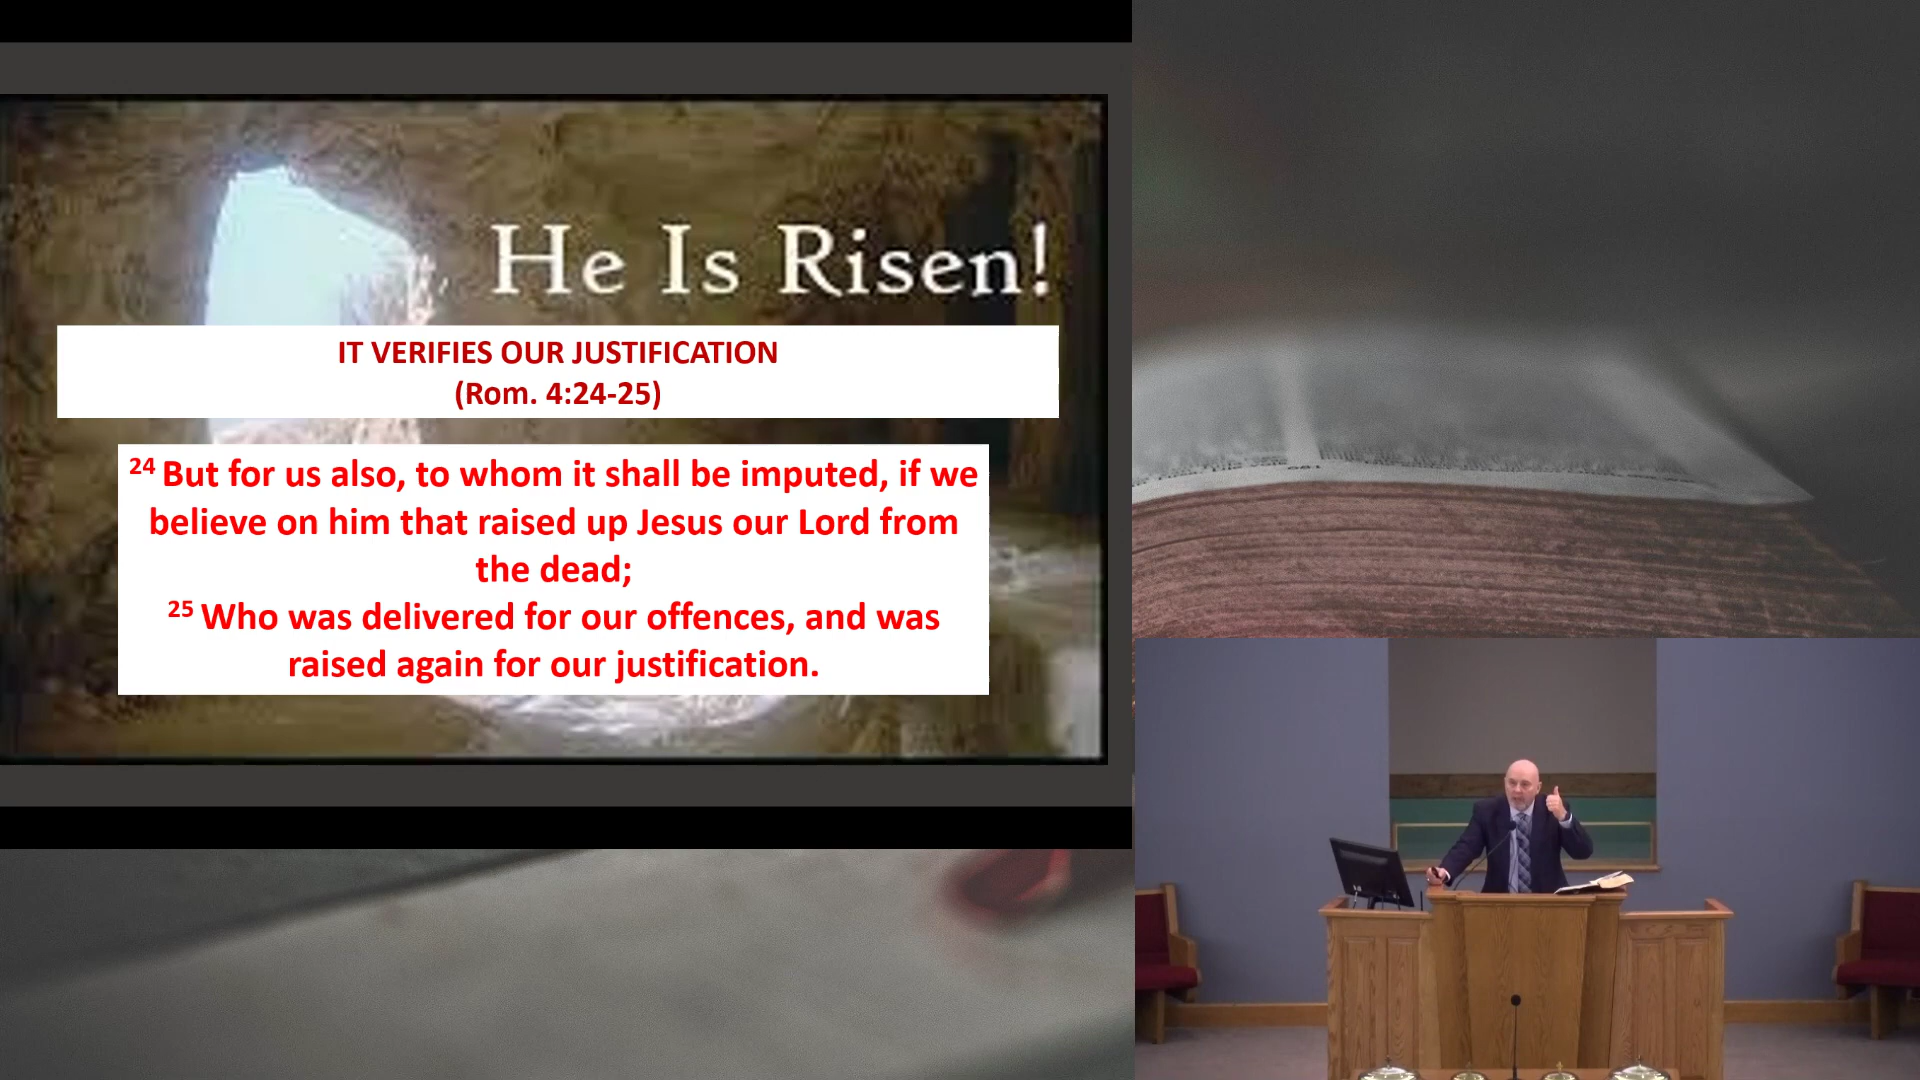 He Is Risen!
IT VERIFIES OUR JUSTIFICATION
(Rom. 4:24-25)
24 But for us also, to whom it shall be imputed, if we
believe on him that raised up Jesus our Lord from
the dead;
25 Who was delivered for our offences, and was
raised again for our justification.